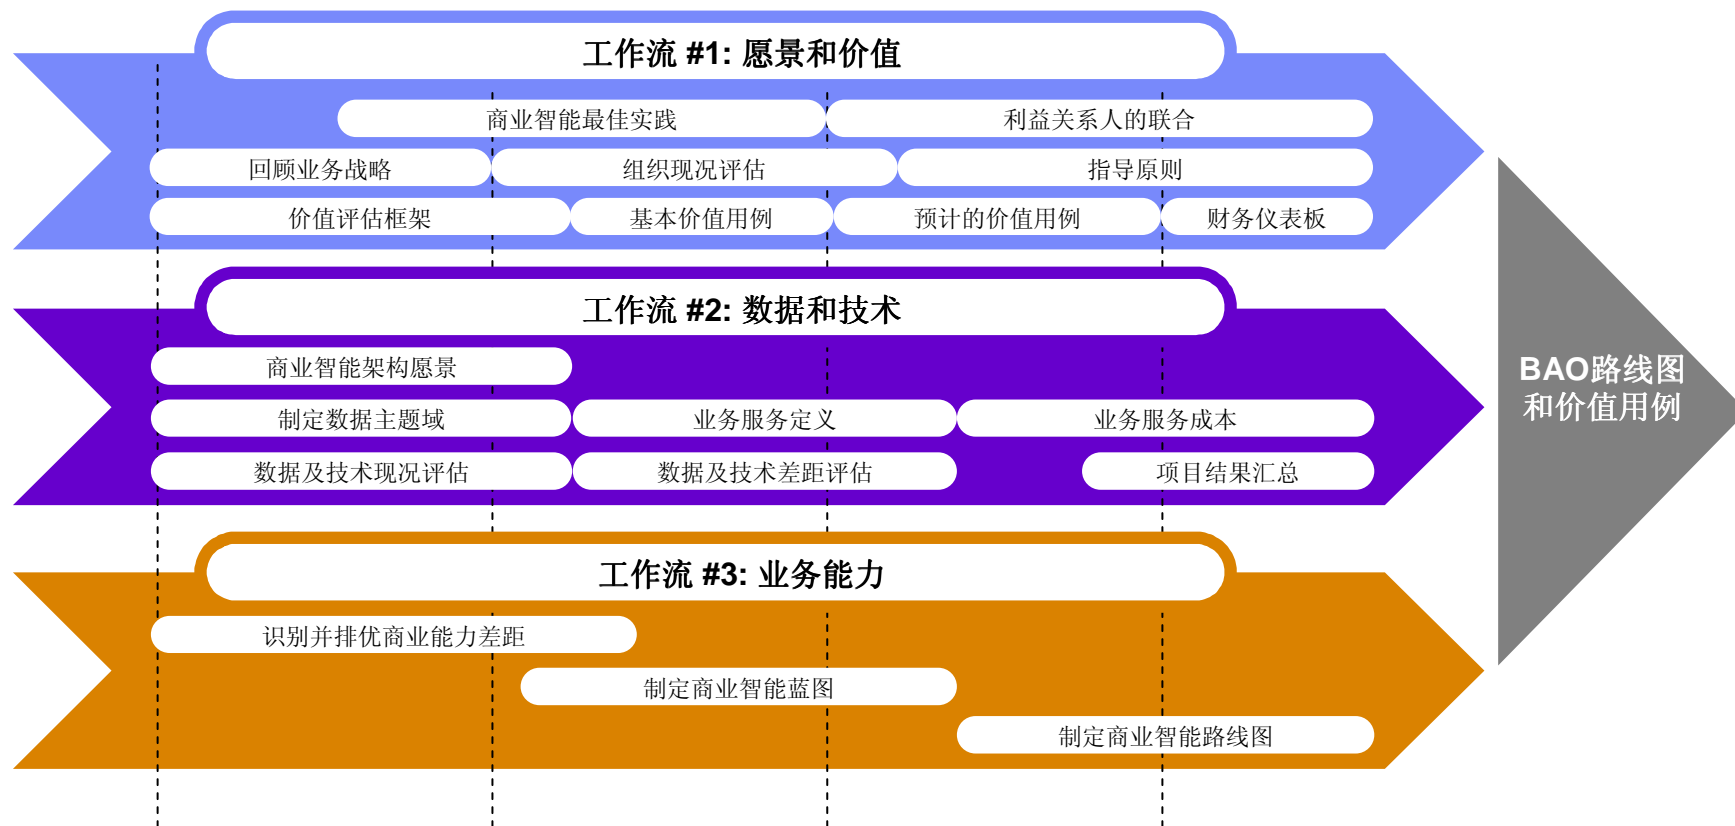 工作流 #1: 愿景和价值
商业智能最佳实践
利益关系人的联合
回顾业务战略
组织现况评估
指导原则
价值评估框架
基本价值用例
预计的价值用例
财务仪表板
工作流 #2: 数据和技术
商业智能架构愿景
制定数据主题域
业务服务定义
业务服务成本
数据及技术现况评估
数据及技术差距评估
项目结果汇总
工作流 #3: 业务能力
识别并排优商业能力差距
制定商业智能蓝图
制定商业智能路线图
BAO路线图
和价值用例